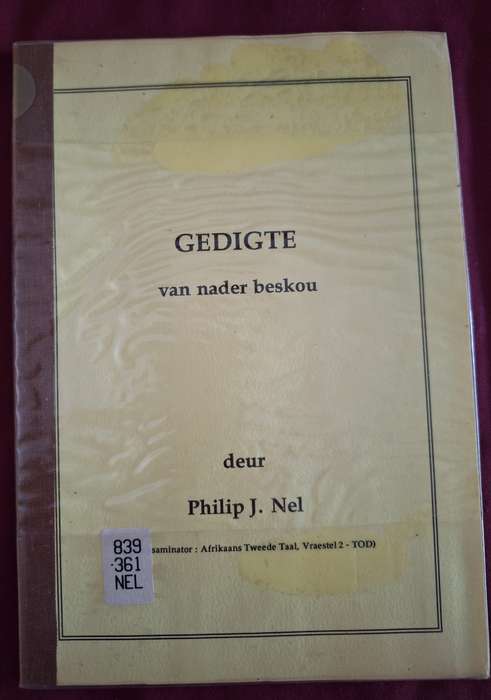 GEDIGTE
van nader beskou
deur
Philip J. Nel
saminator : Afrikaans Tweede Taal, Vraestel 2 - TOD)
839
·361
NEL